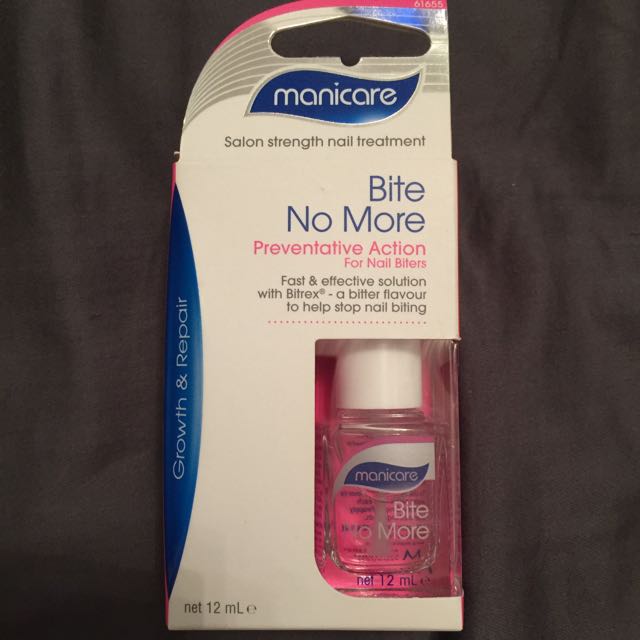 61655
manicare
Salon strength nail treatment
Bite
No More
Preventative Action
For Nail Biters
Fast & effective solution
with Bitrex® - a bitter flavour
to help stop nail biting
Growth & Repair
manicare
Bite
No More
net 12 mL e
net 12 mL e